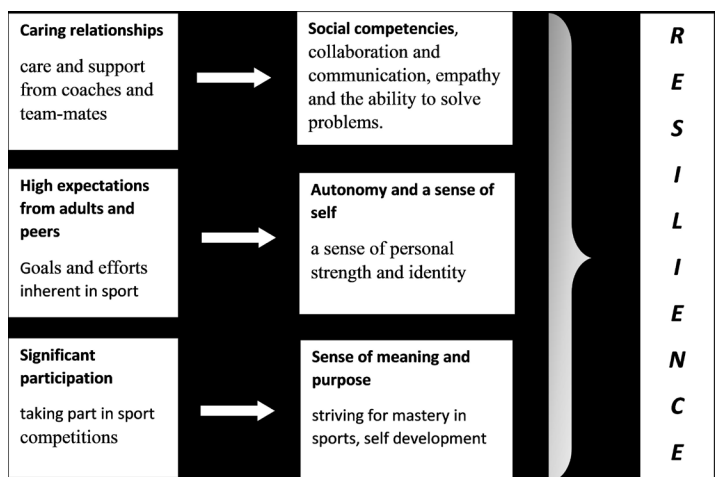 Caring relationships
care and support
from coaches and
team-mates
Social competencies,
collaboration and
communication, empathy
and the ability to solve
problems.
High expectations
from adults and
peers
Goals and efforts
inherent in sport
Autonomy and a sense of
self
a sense of personal
strength and identity
Significant
participation
taking part in sport
competitions
Sense of meaning and
purpose
striving for mastery in
sports, self development
R
E
S
I
L
I
E
N
C
E